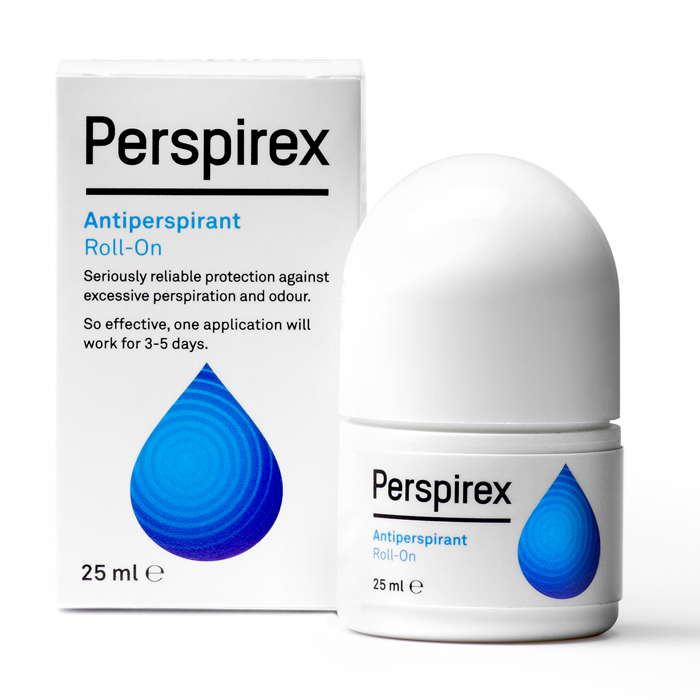 Perspirex
Antiperspirant
Roll-On
Seriously reliable protection against
excessive perspiration and odour.
So effective, one application will
work for 3-5 days.
25 ml ℮
Perspirex
Antiperspirant
Roll-On
25 ml ℮